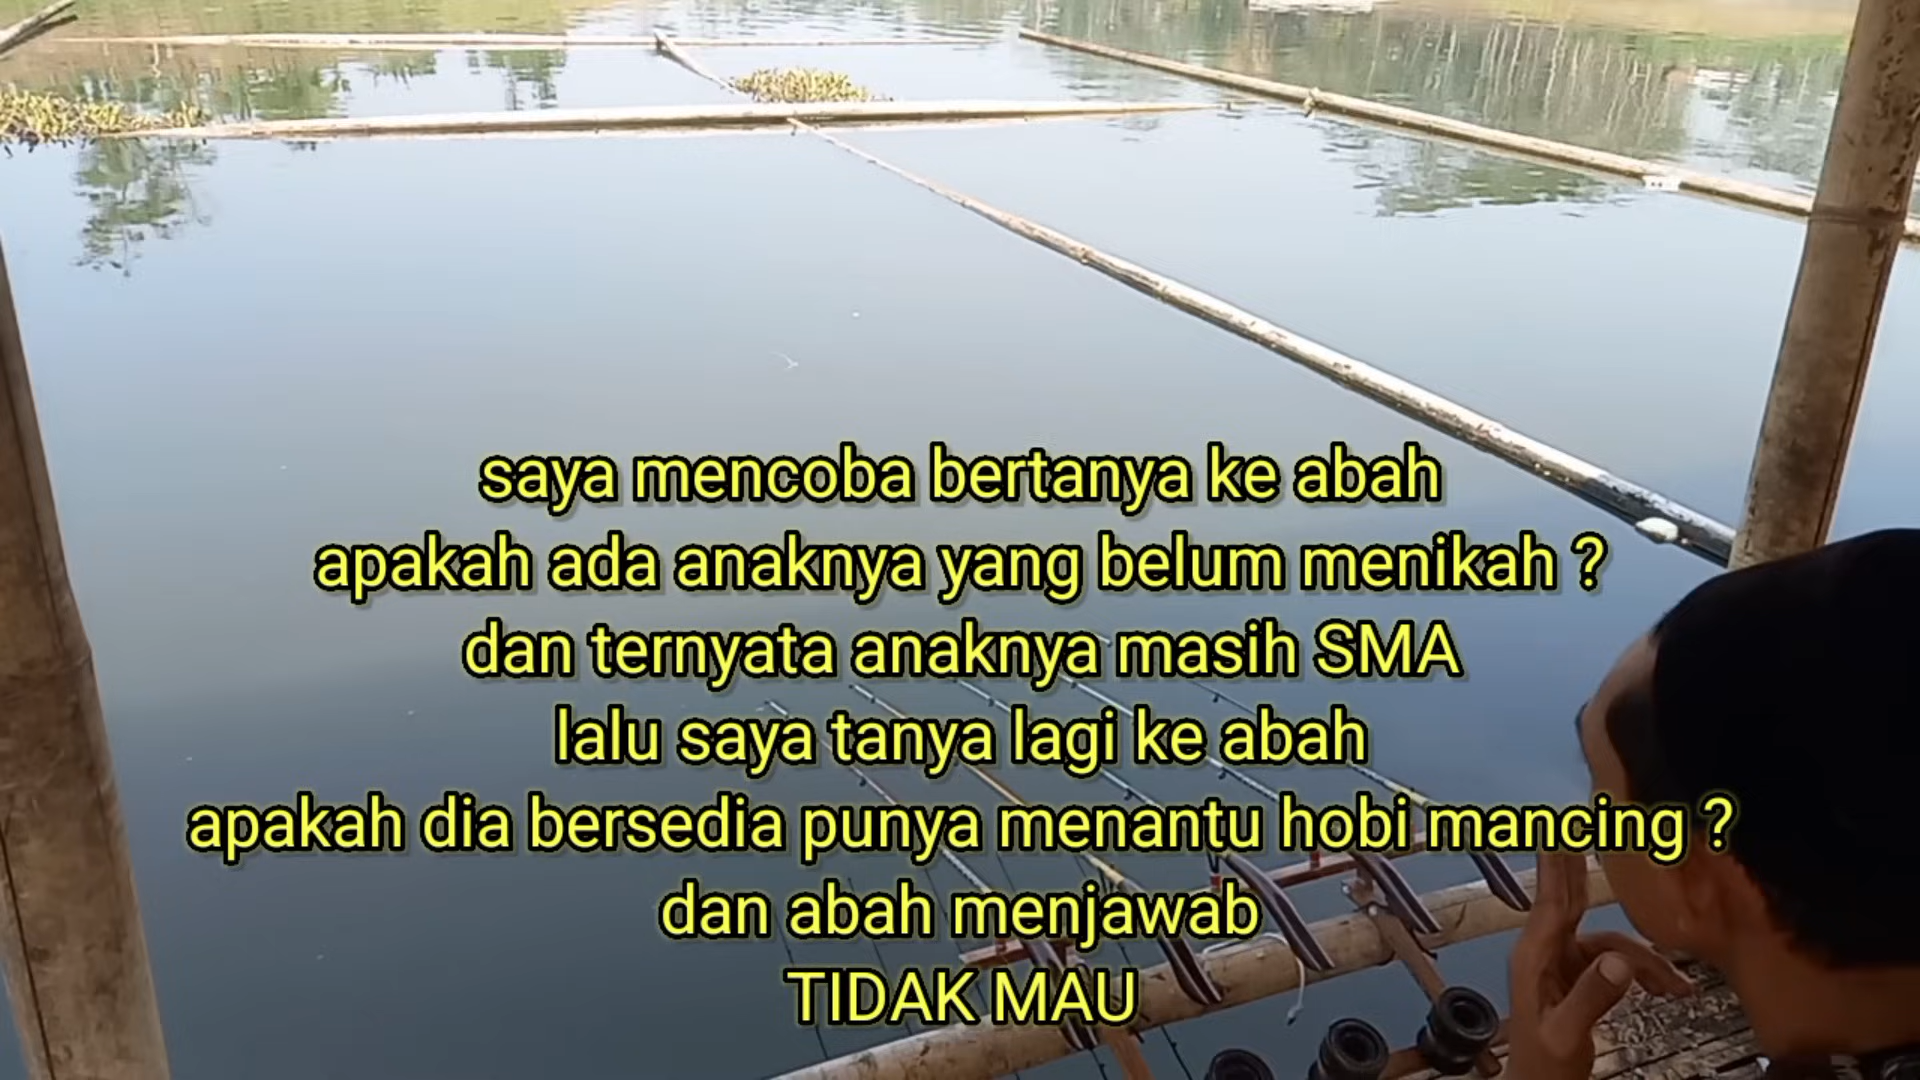 saya mencoba bertanya ke abah
apakah ada anaknya yang belum menikah ?
dan ternyata anaknya masih SMA
lalu saya tanya lagi ke abah
apakah dia bersedia punya menantu hobi mancing ?
dan abah menjawab
TIDAK MAU